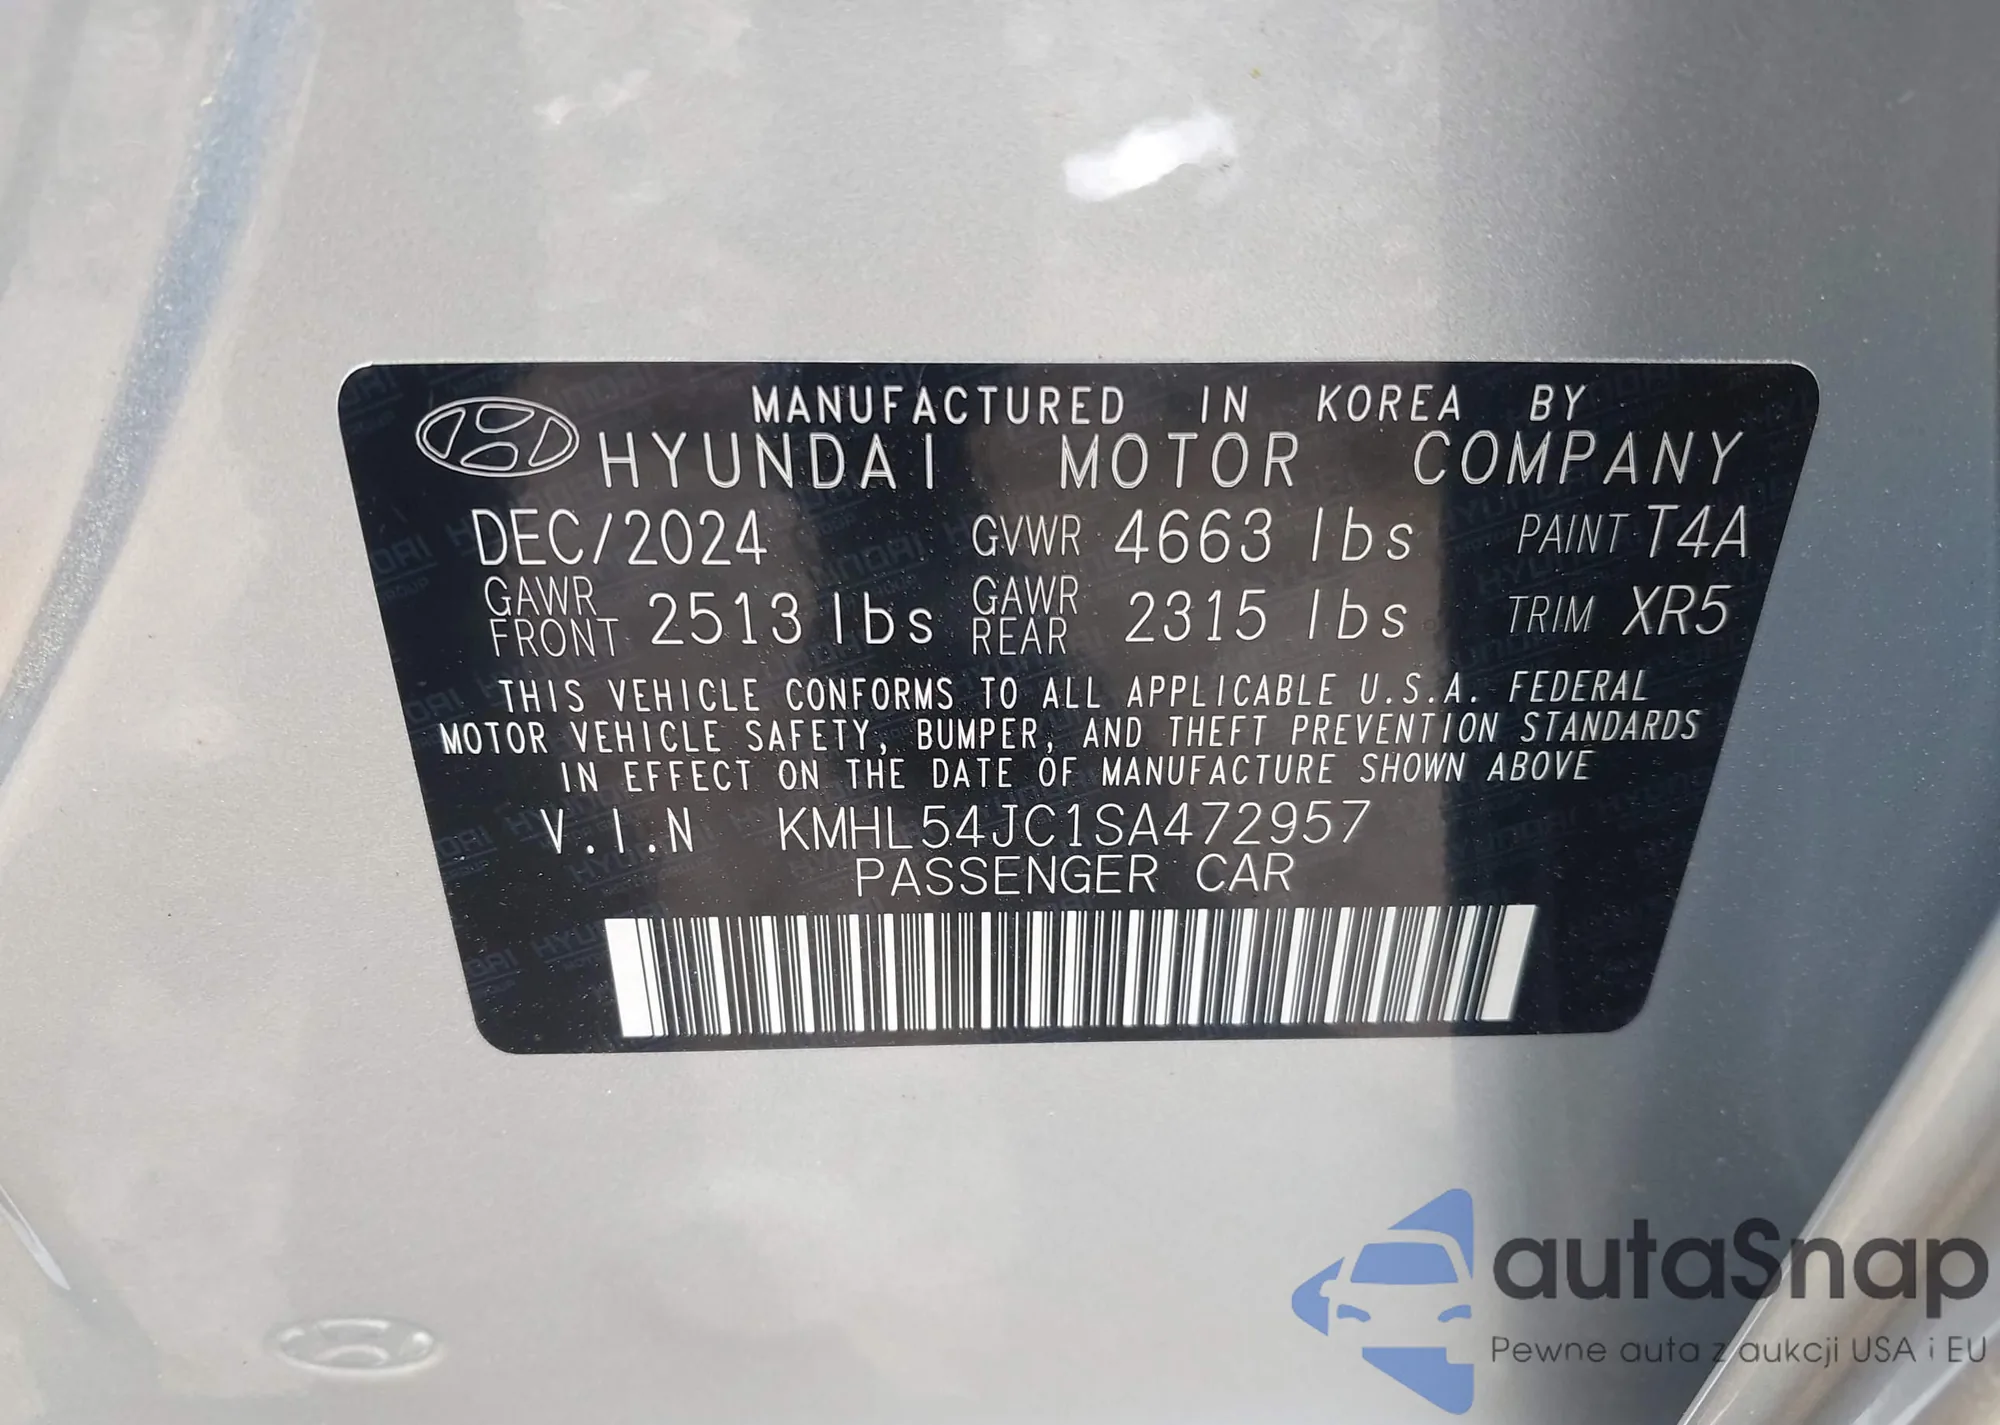 MANUFACTURED IN KOREA BY
HYUNDAI MOTOR COMPANY
DEC/2024 GVWR 4663 lbs PAINT T4A
GAWR FRONT 2513 lbs GAWR REAR 2315 lbs TRIM XR5
THIS VEHICLE CONFORMS TO ALL APPLICABLE U.S.A. FEDERAL
MOTOR VEHICLE SAFETY, BUMPER, AND THEFT PREVENTION STANDARDS
IN EFFECT ON THE DATE OF MANUFACTURE SHOWN ABOVE
V.I.N KMHL54JC1SA472957
PASSENGER CAR
autaSnap
Pewne auta z aukcji USA i EU